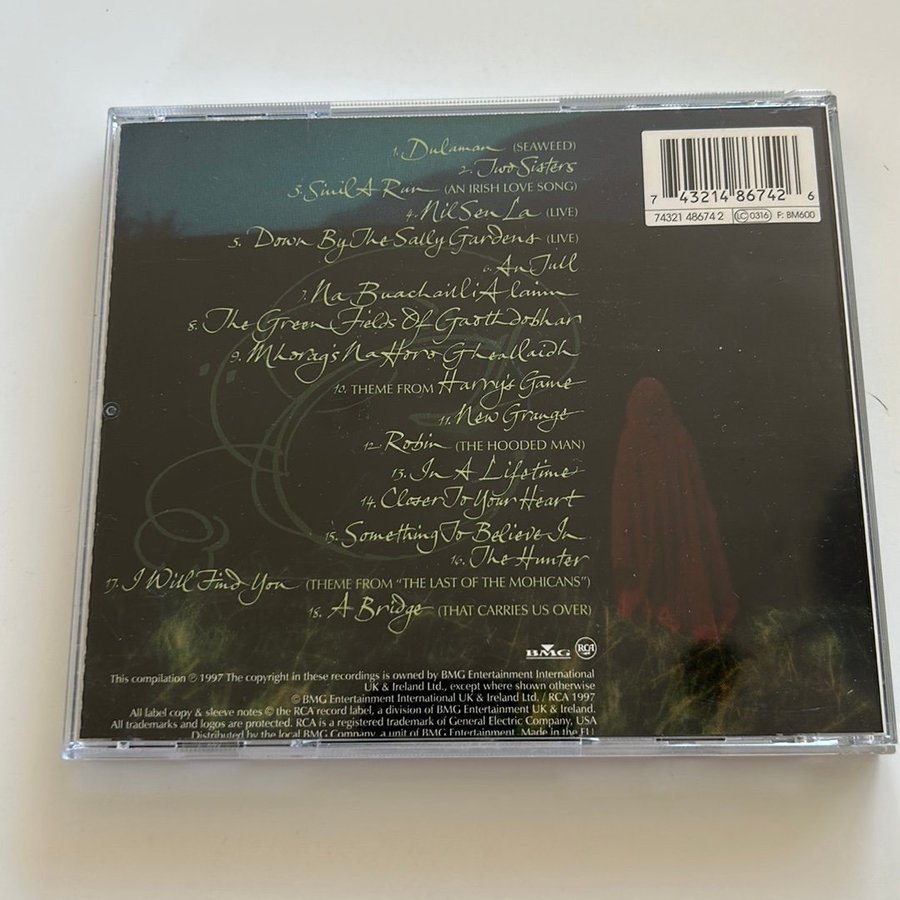 1. Dulaman (SEAWEED)
2. Two Sisters
3. Siuil A Run (AN IRISH LOVE SONG)
4. Nil Sen La (LIVE)
5. Down By The Sally Gardens (LIVE)
6. An Tull
7. Na Buachailli Alainn
8. The Green Fields Of Gaothdobhar
9. Mhorag's Na Horo Gheallaidh
10. THEME FROM Harry's Game
11. New Grange
12. Robin (THE HOODED MAN)
13. In A Lifetime
14. Closer To Your Heart
15. Something To Believe In
16. The Hunter
17. I Will Find You (THEME FROM "THE LAST OF THE MOHICANS")
18. A Bridge (THAT CARRIES US OVER)
7 43214 86742 6
74321 48674 2 LC 0316 F: BM600
BMG RCA
This compilation ℗ 1997 The copyright in these recordings is owned by BMG Entertainment International
UK & Ireland Ltd., except where shown otherwise
© BMG Entertainment International UK & Ireland Ltd / RCA 1997
All label copy & sleeve notes © the RCA record label, a division of BMG Entertainment UK & Ireland.
All trademarks and logos are protected. RCA is a registered trademark of General Electric Company, USA
Distributed by the local BMG Company, a unit of BMG Entertainment. Made in the EU